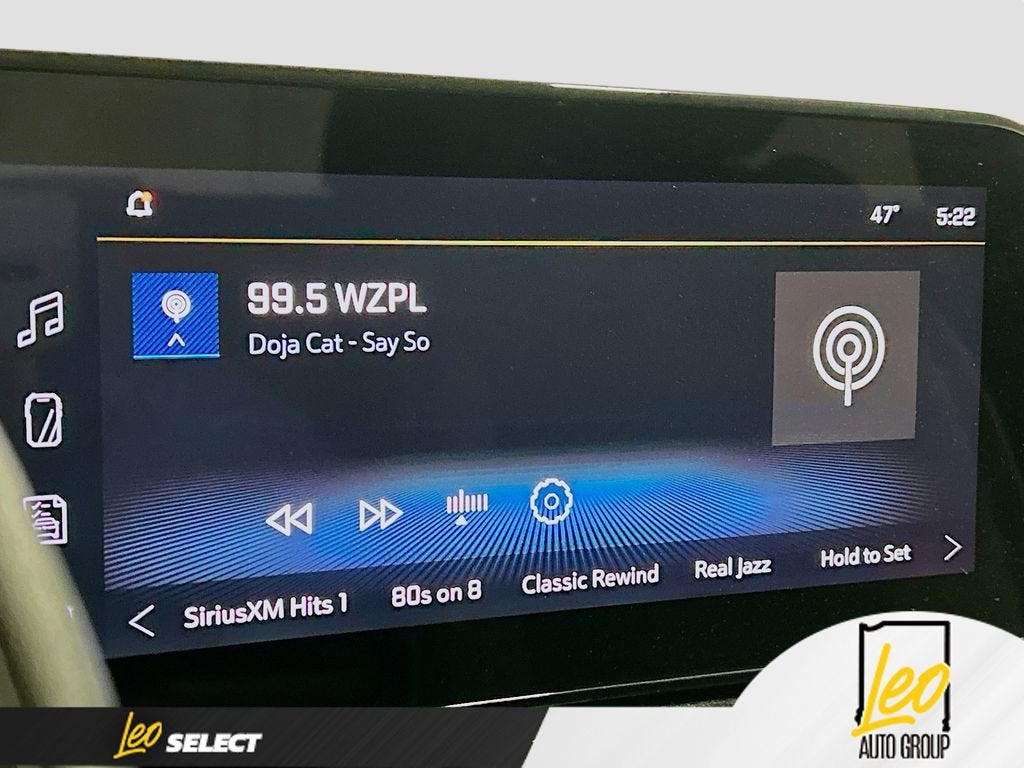 47° 5:22
99.5 WZPL
Doja Cat - Say So
SiriusXM Hits 1 80s on 8 Classic Rewind Real Jazz Hold to Set
Leo SELECT
Leo
AUTO GROUP